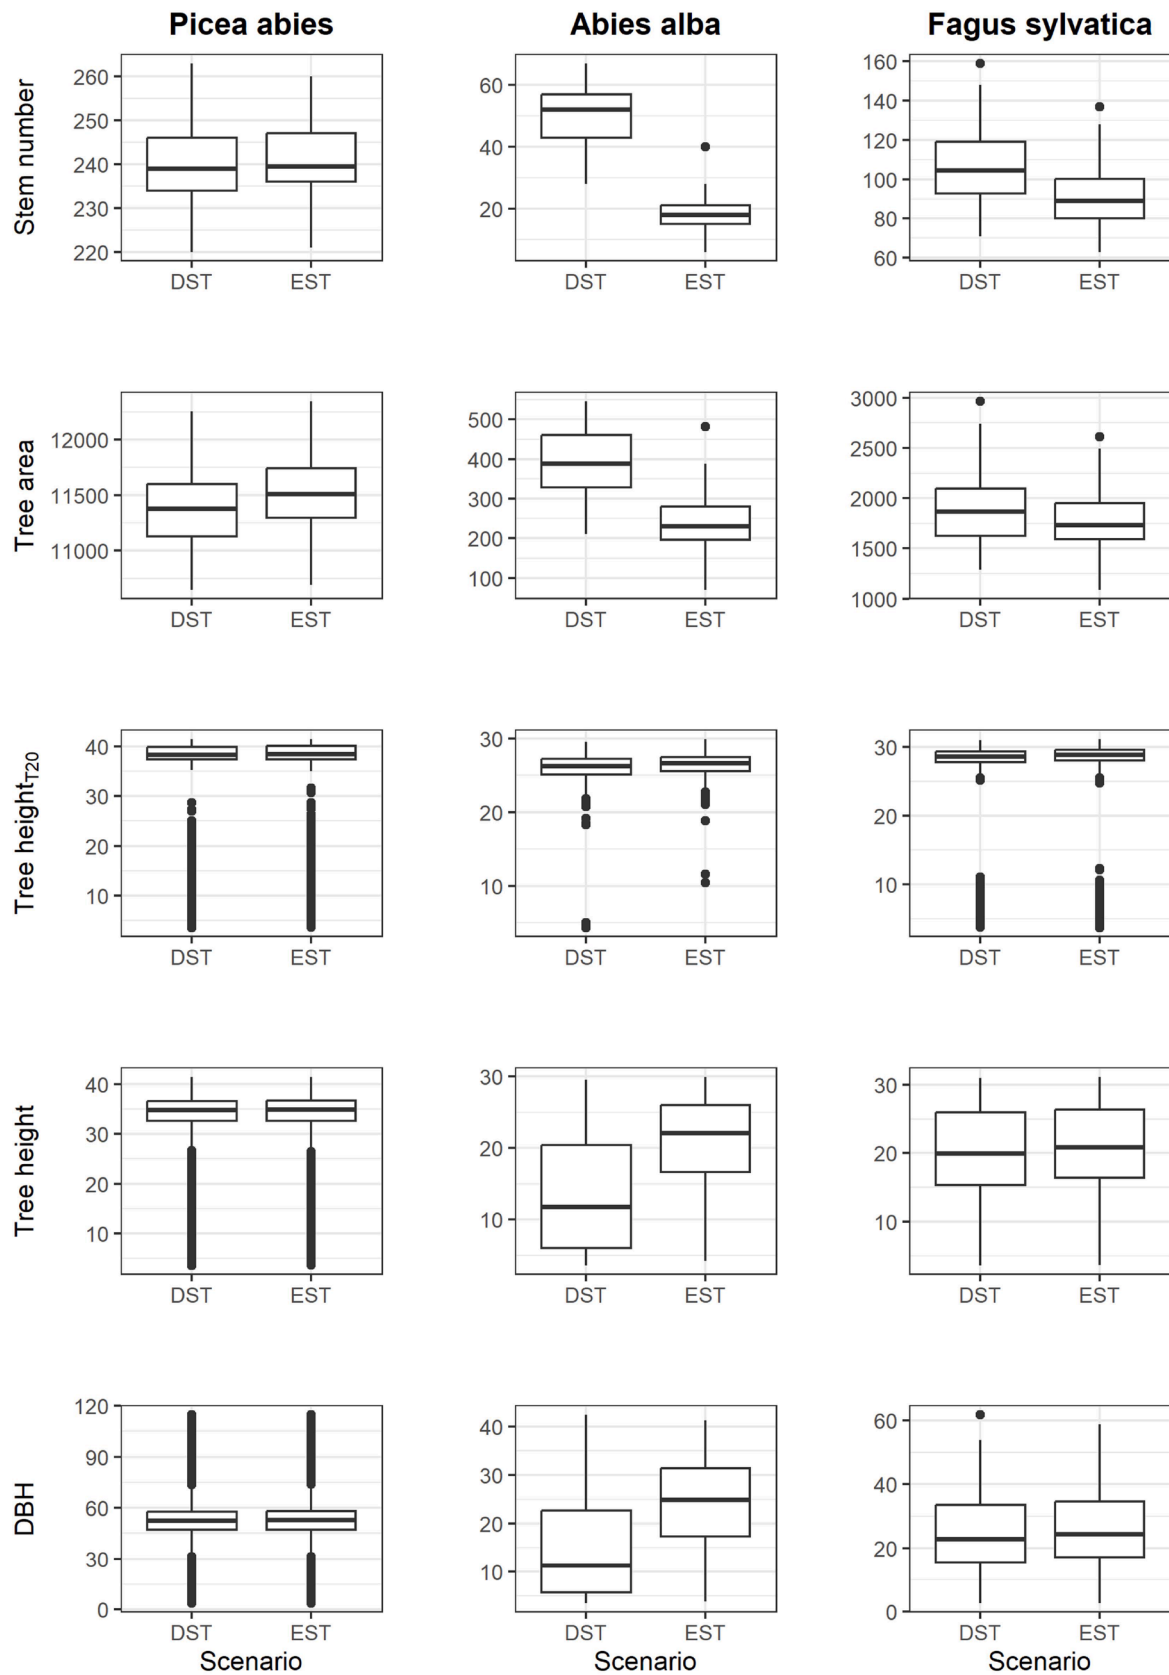 Picea abies Abies alba Fagus sylvatica
Stem number
260
250
240
230
220
DST EST
60
40
20
DST EST
160
140
120
100
80
60
DST EST
Tree area
12000
11500
11000
DST EST
500
400
300
200
100
DST EST
3000
2500
2000
1500
1000
DST EST
Tree heightT20
40
30
20
10
DST EST
30
20
10
DST EST
30
20
10
DST EST
Tree height
40
30
20
10
DST EST
30
20
10
DST EST
30
20
10
DST EST
DBH
120
90
60
30
0
DST EST
Scenario
40
30
20
10
DST EST
Scenario
60
40
20
0
DST EST
Scenario